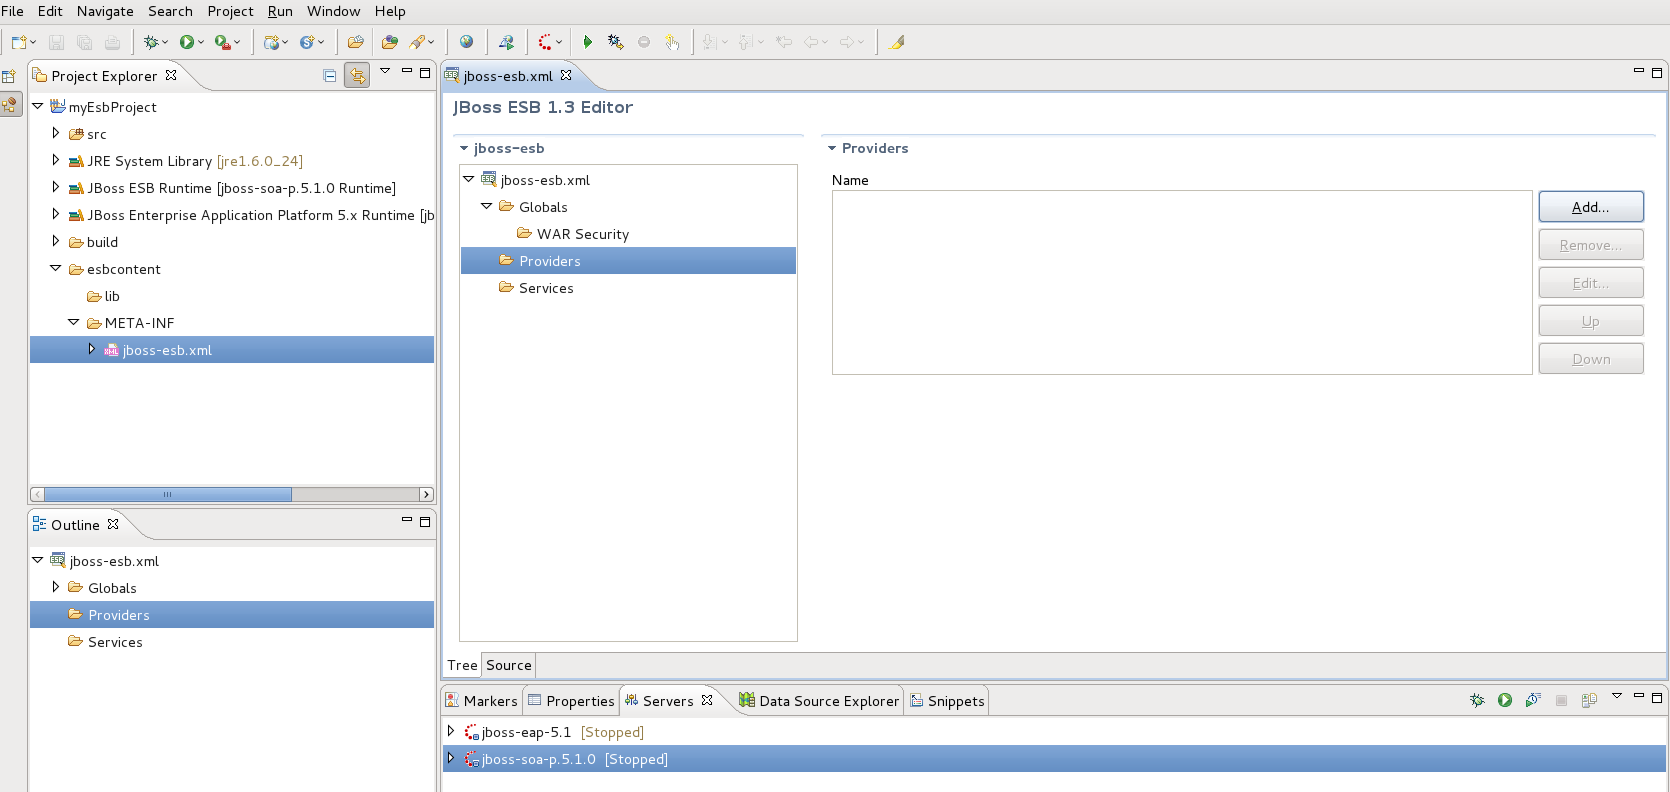 File Edit Navigate Search Project Run Window Help
Project Explorer
myEsbProject
src
JRE System Library [jre1.6.0_24]
JBoss ESB Runtime [jboss-soa-p.5.1.0 Runtime]
JBoss Enterprise Application Platform 5.x Runtime [jb
build
esbcontent
lib
META-INF
jboss-esb.xml
Outline
jboss-esb.xml
Globals
Providers
Services
jboss-esb.xml
JBoss ESB 1.3 Editor
jboss-esb
jboss-esb.xml
Globals
WAR Security
Providers
Services
Providers
Name
Add...
Remove...
Edit...
Up
Down
Tree Source
Markers Properties Servers Data Source Explorer Snippets
jboss-eap-5.1 [Stopped]
jboss-soa-p.5.1.0 [Stopped]